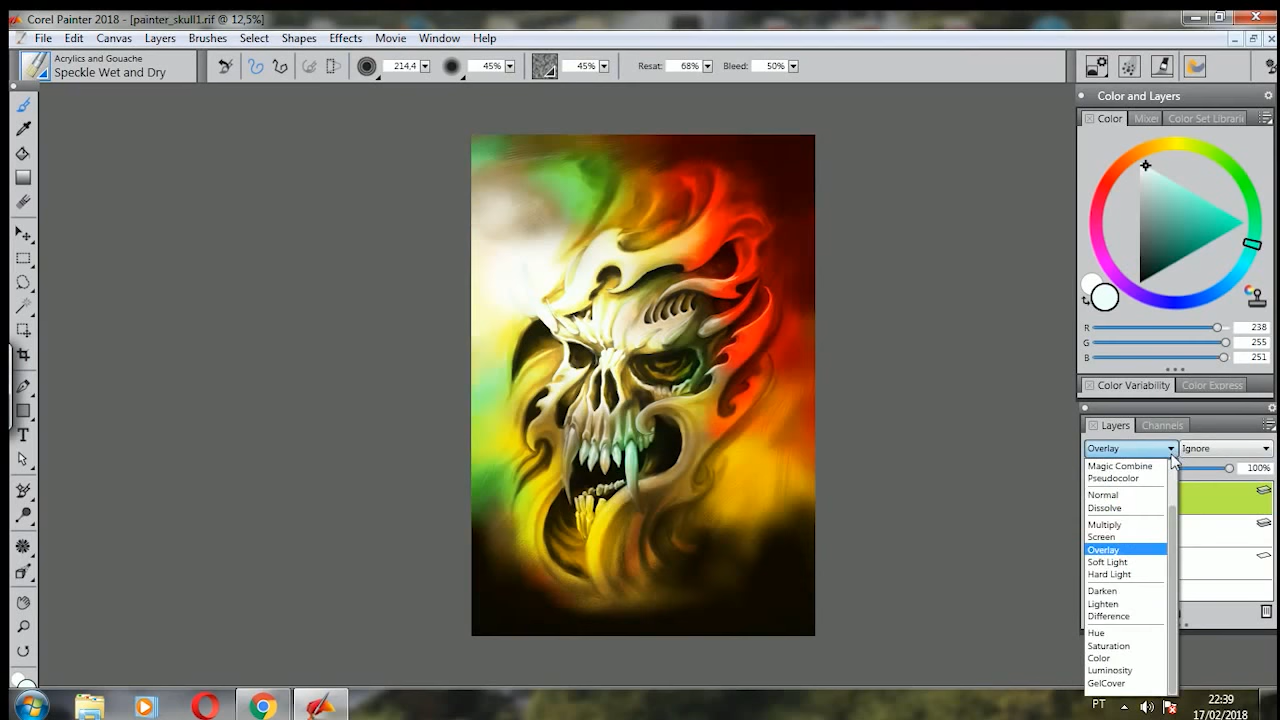 Corel Painter 2018 - [painter_skull1.rif @ 12,5%]
File Edit Canvas Layers Brushes Select Shapes Effects Movie Window Help
Acrylics and Gouache
Speckle Wet and Dry
214,4 45% 45% Resat: 68% Bleed: 50%
Color and Layers
Color Mixer Color Set Librari
R 238
G 255
B 251
Color Variability Color Express
Layers Channels
Overlay Ignore
100%
Magic Combine
Pseudocolor
Normal
Dissolve
Multiply
Screen
Overlay
Soft Light
Hard Light
Darken
Lighten
Difference
Hue
Saturation
Color
Luminosity
GelCover
T
PT 22:39
17/02/2018